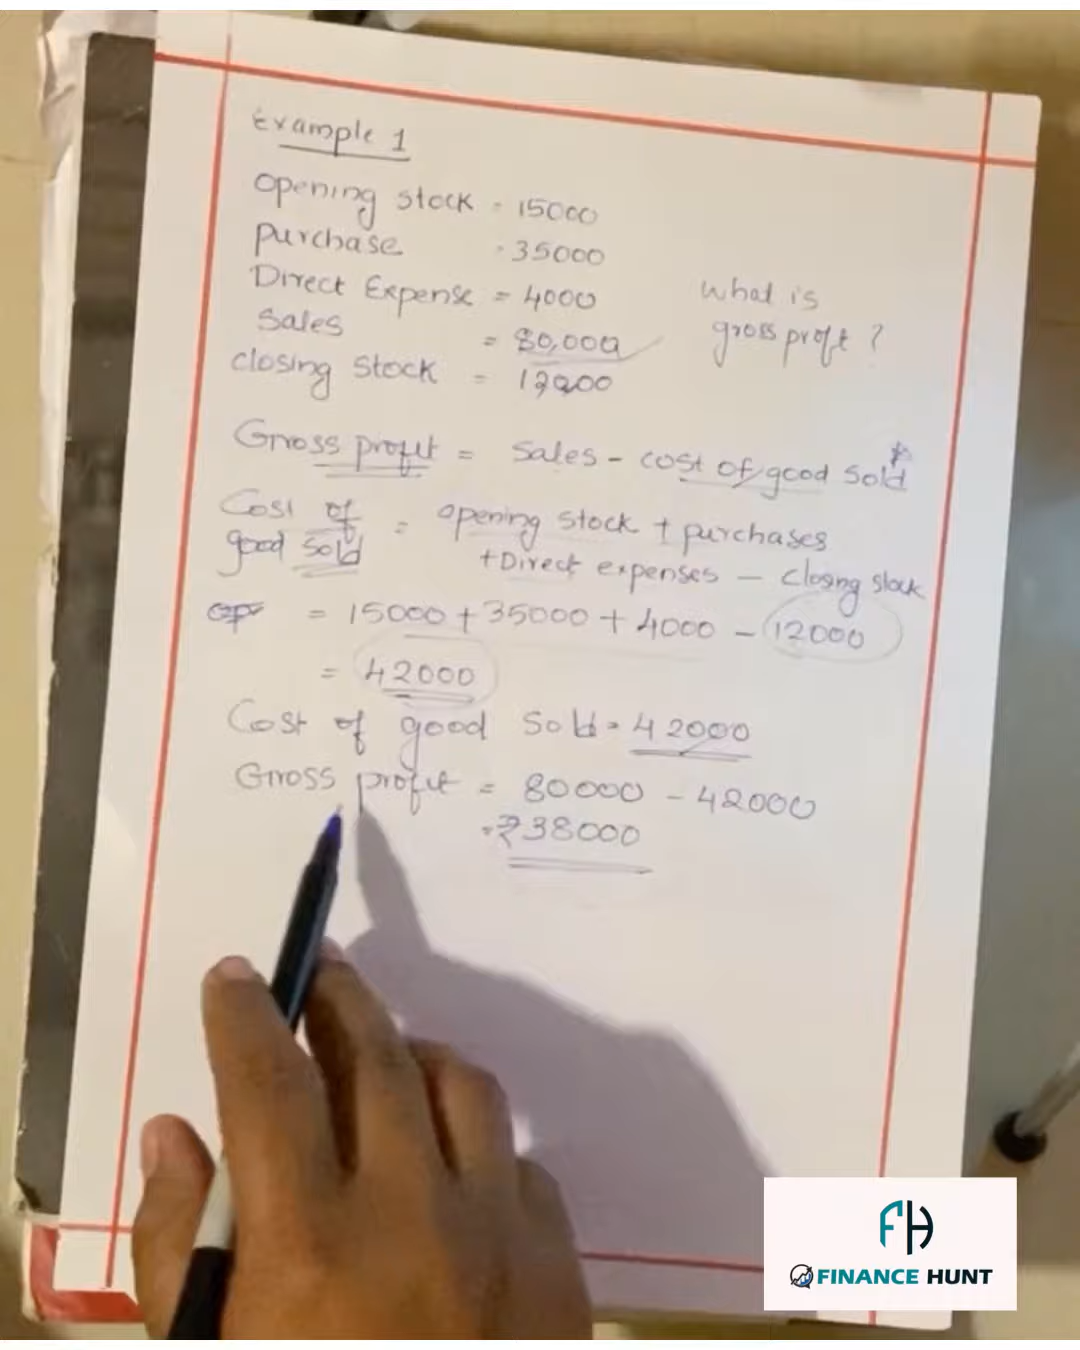 Example 1
opening stock = 15000
purchase = 35000
Direct Expense = 4000
Sales = 80,000
closing stock = 12000
What is
gross profit ?
Gross profit = Sales - cost of good sold
Cost of good sold = opening stock + purchases
+ Direct expenses - closing stock
= 15000 + 35000 + 4000 - 12000
= 42000
Cost of good sold = 42000
Gross profit = 80000 - 42000
= ₹38000
FH
FINANCE HUNT